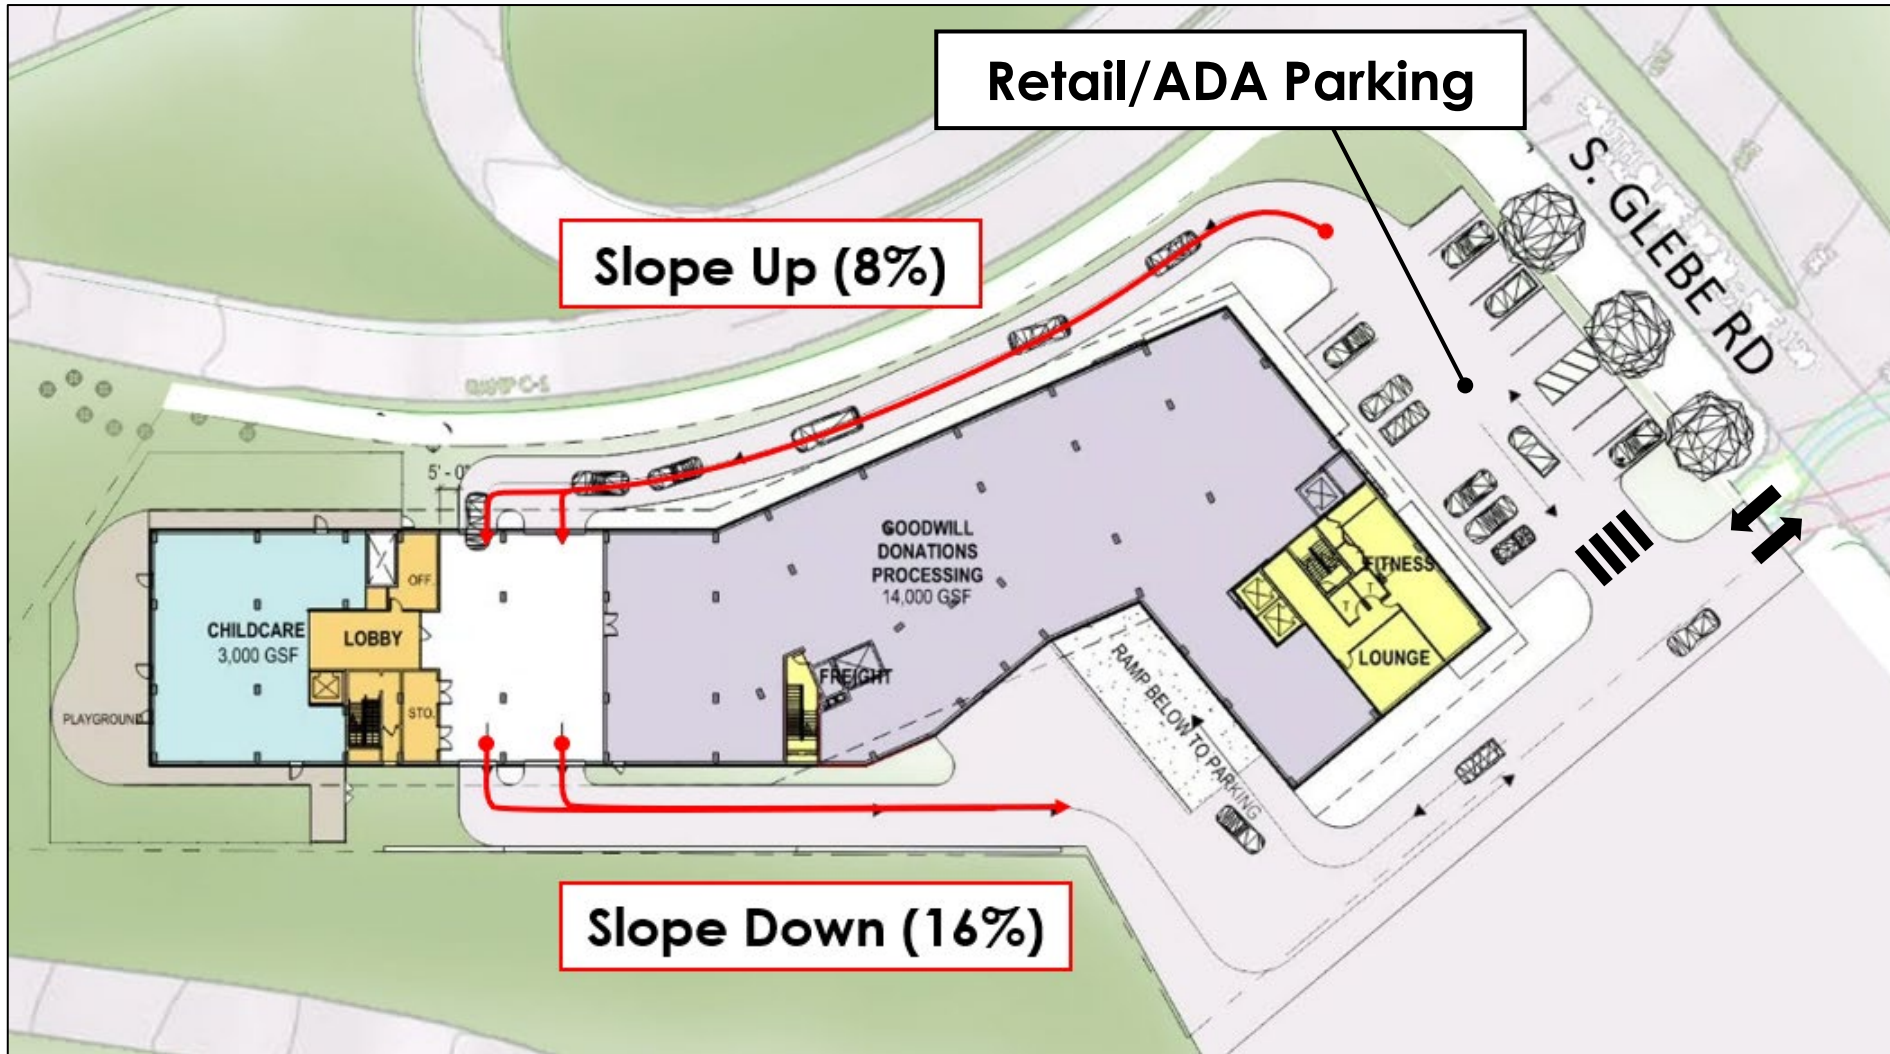 Retail/ADA Parking
S. GLEBE RD
Slope Up (8%)
RAMP C-S
5' - 0"
GOODWILL
DONATIONS
PROCESSING
14,000 GSF
OFF.
FITNESS
T
T
CHILDCARE
3,000 GSF
LOBBY
LOUNGE
FREIGHT
RAMP BELOW TO PARKING
STO.
PLAYGROUND
Slope Down (16%)